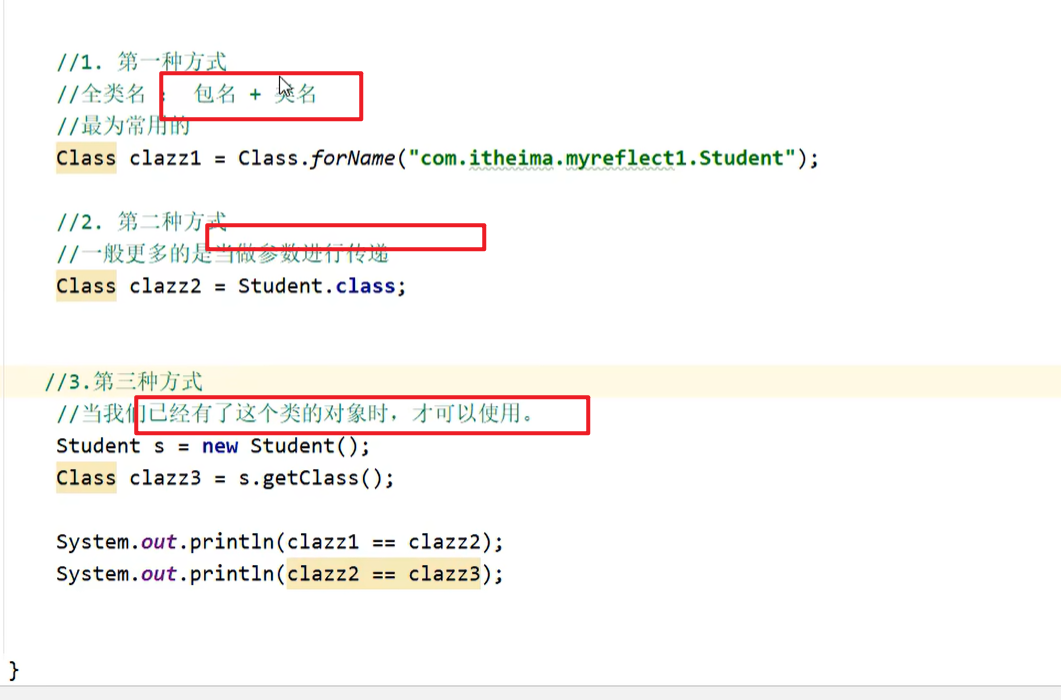 //1. 第一种方式
//全类名 : 包名 + 类名
//最为常用的
Class clazz1 = Class.forName("com.itheima.myreflect1.Student");
//2. 第二种方式
//一般更多的是当做参数进行传递
Class clazz2 = Student.class;
//3.第三种方式
//当我们已经有了这个类的对象时，才可以使用。
Student s = new Student();
Class clazz3 = s.getClass();
System.out.println(clazz1 == clazz2);
System.out.println(clazz2 == clazz3);
}